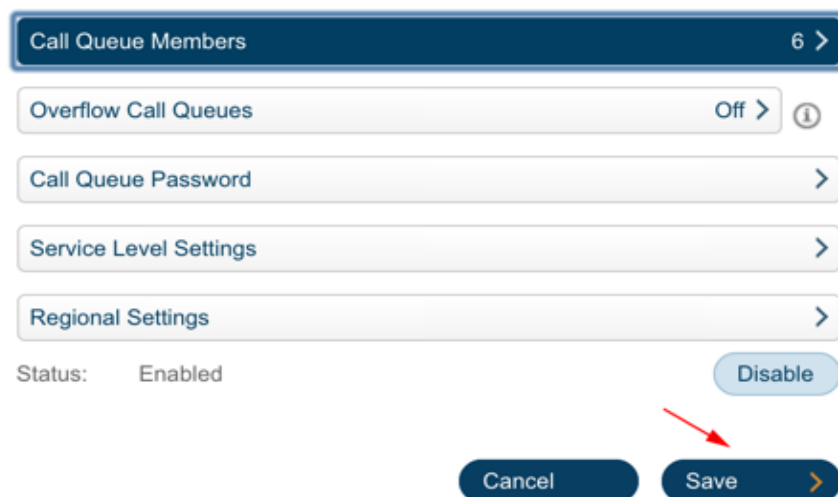 Call Queue Members 6
Overflow Call Queues Off
Call Queue Password
Service Level Settings
Regional Settings
Status: Enabled Disable
Cancel Save